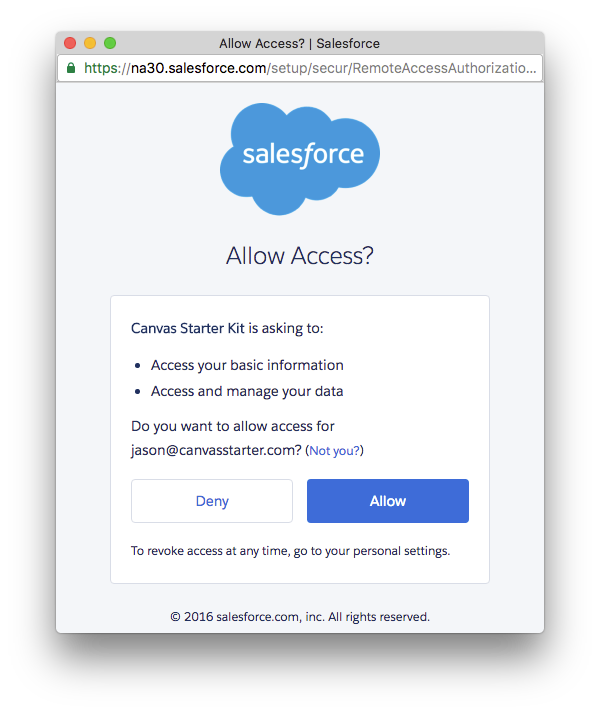 Allow Access? | Salesforce
https://na30.salesforce.com/setup/secur/RemoteAccessAuthorizatio...
salesforce
Allow Access?
Canvas Starter Kit is asking to:
• Access your basic information
• Access and manage your data
Do you want to allow access for
jason@canvasstarter.com? (Not you?)
Deny
Allow
To revoke access at any time, go to your personal settings.
© 2016 salesforce.com, inc. All rights reserved.